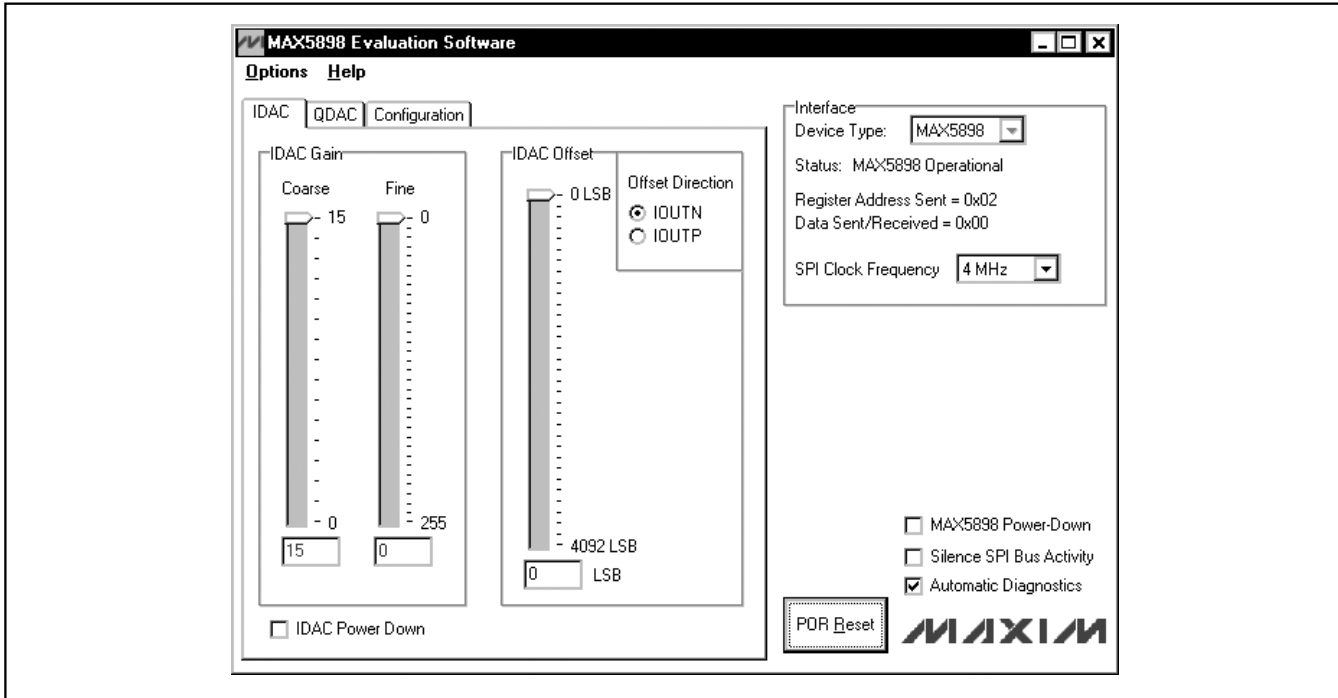 MAX5898 Evaluation Software
Options Help
IDAC QDAC Configuration
IDAC Gain
Coarse Fine
15 0
0 255
15 0
IDAC Power Down
IDAC Offset
0 LSB
4092 LSB
0 LSB
Offset Direction
IOUTN
IOUTP
Interface
Device Type: MAX5898
Status: MAX5898 Operational
Register Address Sent = 0x02
Data Sent/Received = 0x00
SPI Clock Frequency 4 MHz
MAX5898 Power-Down
Silence SPI Bus Activity
Automatic Diagnostics
POR Reset
MAXIM